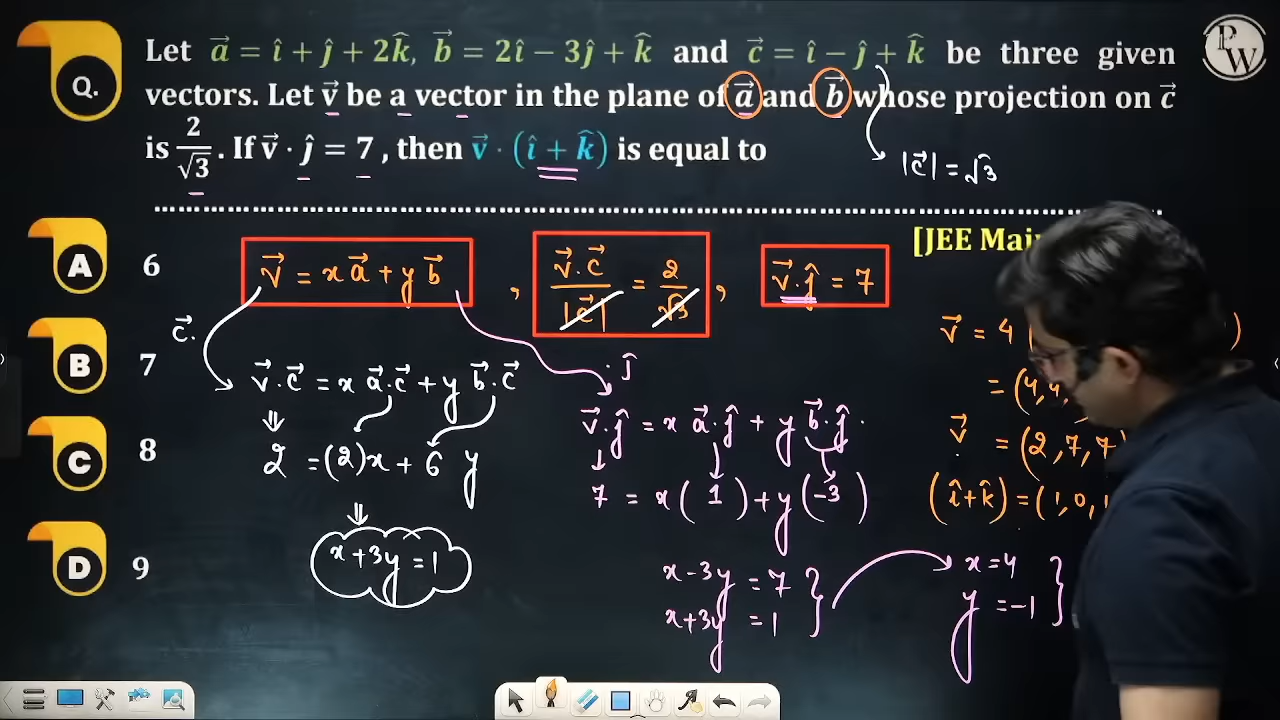 Q.
Let a⃗ = î + ĵ + 2k̂, b⃗ = 2î − 3ĵ + k̂ and c⃗ = î − ĵ + k̂ be three given
vectors. Let v⃗ be a vector in the plane of a⃗ and b⃗ whose projection on c⃗
is 2/√3. If v⃗ · ĵ = 7, then v⃗ · (î + k̂) is equal to
PW
|c⃗| = √3
[JEE Mai
A 6
B 7
C 8
D 9
v⃗ = x a⃗ + y b⃗ , v⃗.c⃗/|c⃗| = 2/√3 , v⃗.ĵ = 7
c⃗.
v⃗.c⃗ = x a⃗.c⃗ + y b⃗.c⃗
⇓
2 = (2)x + 6 y
⇓
x + 3y = 1
. ĵ
v⃗.ĵ = x a⃗.ĵ + y b⃗.ĵ
7 = x( 1 ) + y (−3 )
x − 3y = 7
x + 3y = 1
x = 4
y = −1
v⃗ = 4 ( )
= (4, 4,
v⃗ = (2, 7, 7)
(î + k̂) = (1, 0, 1